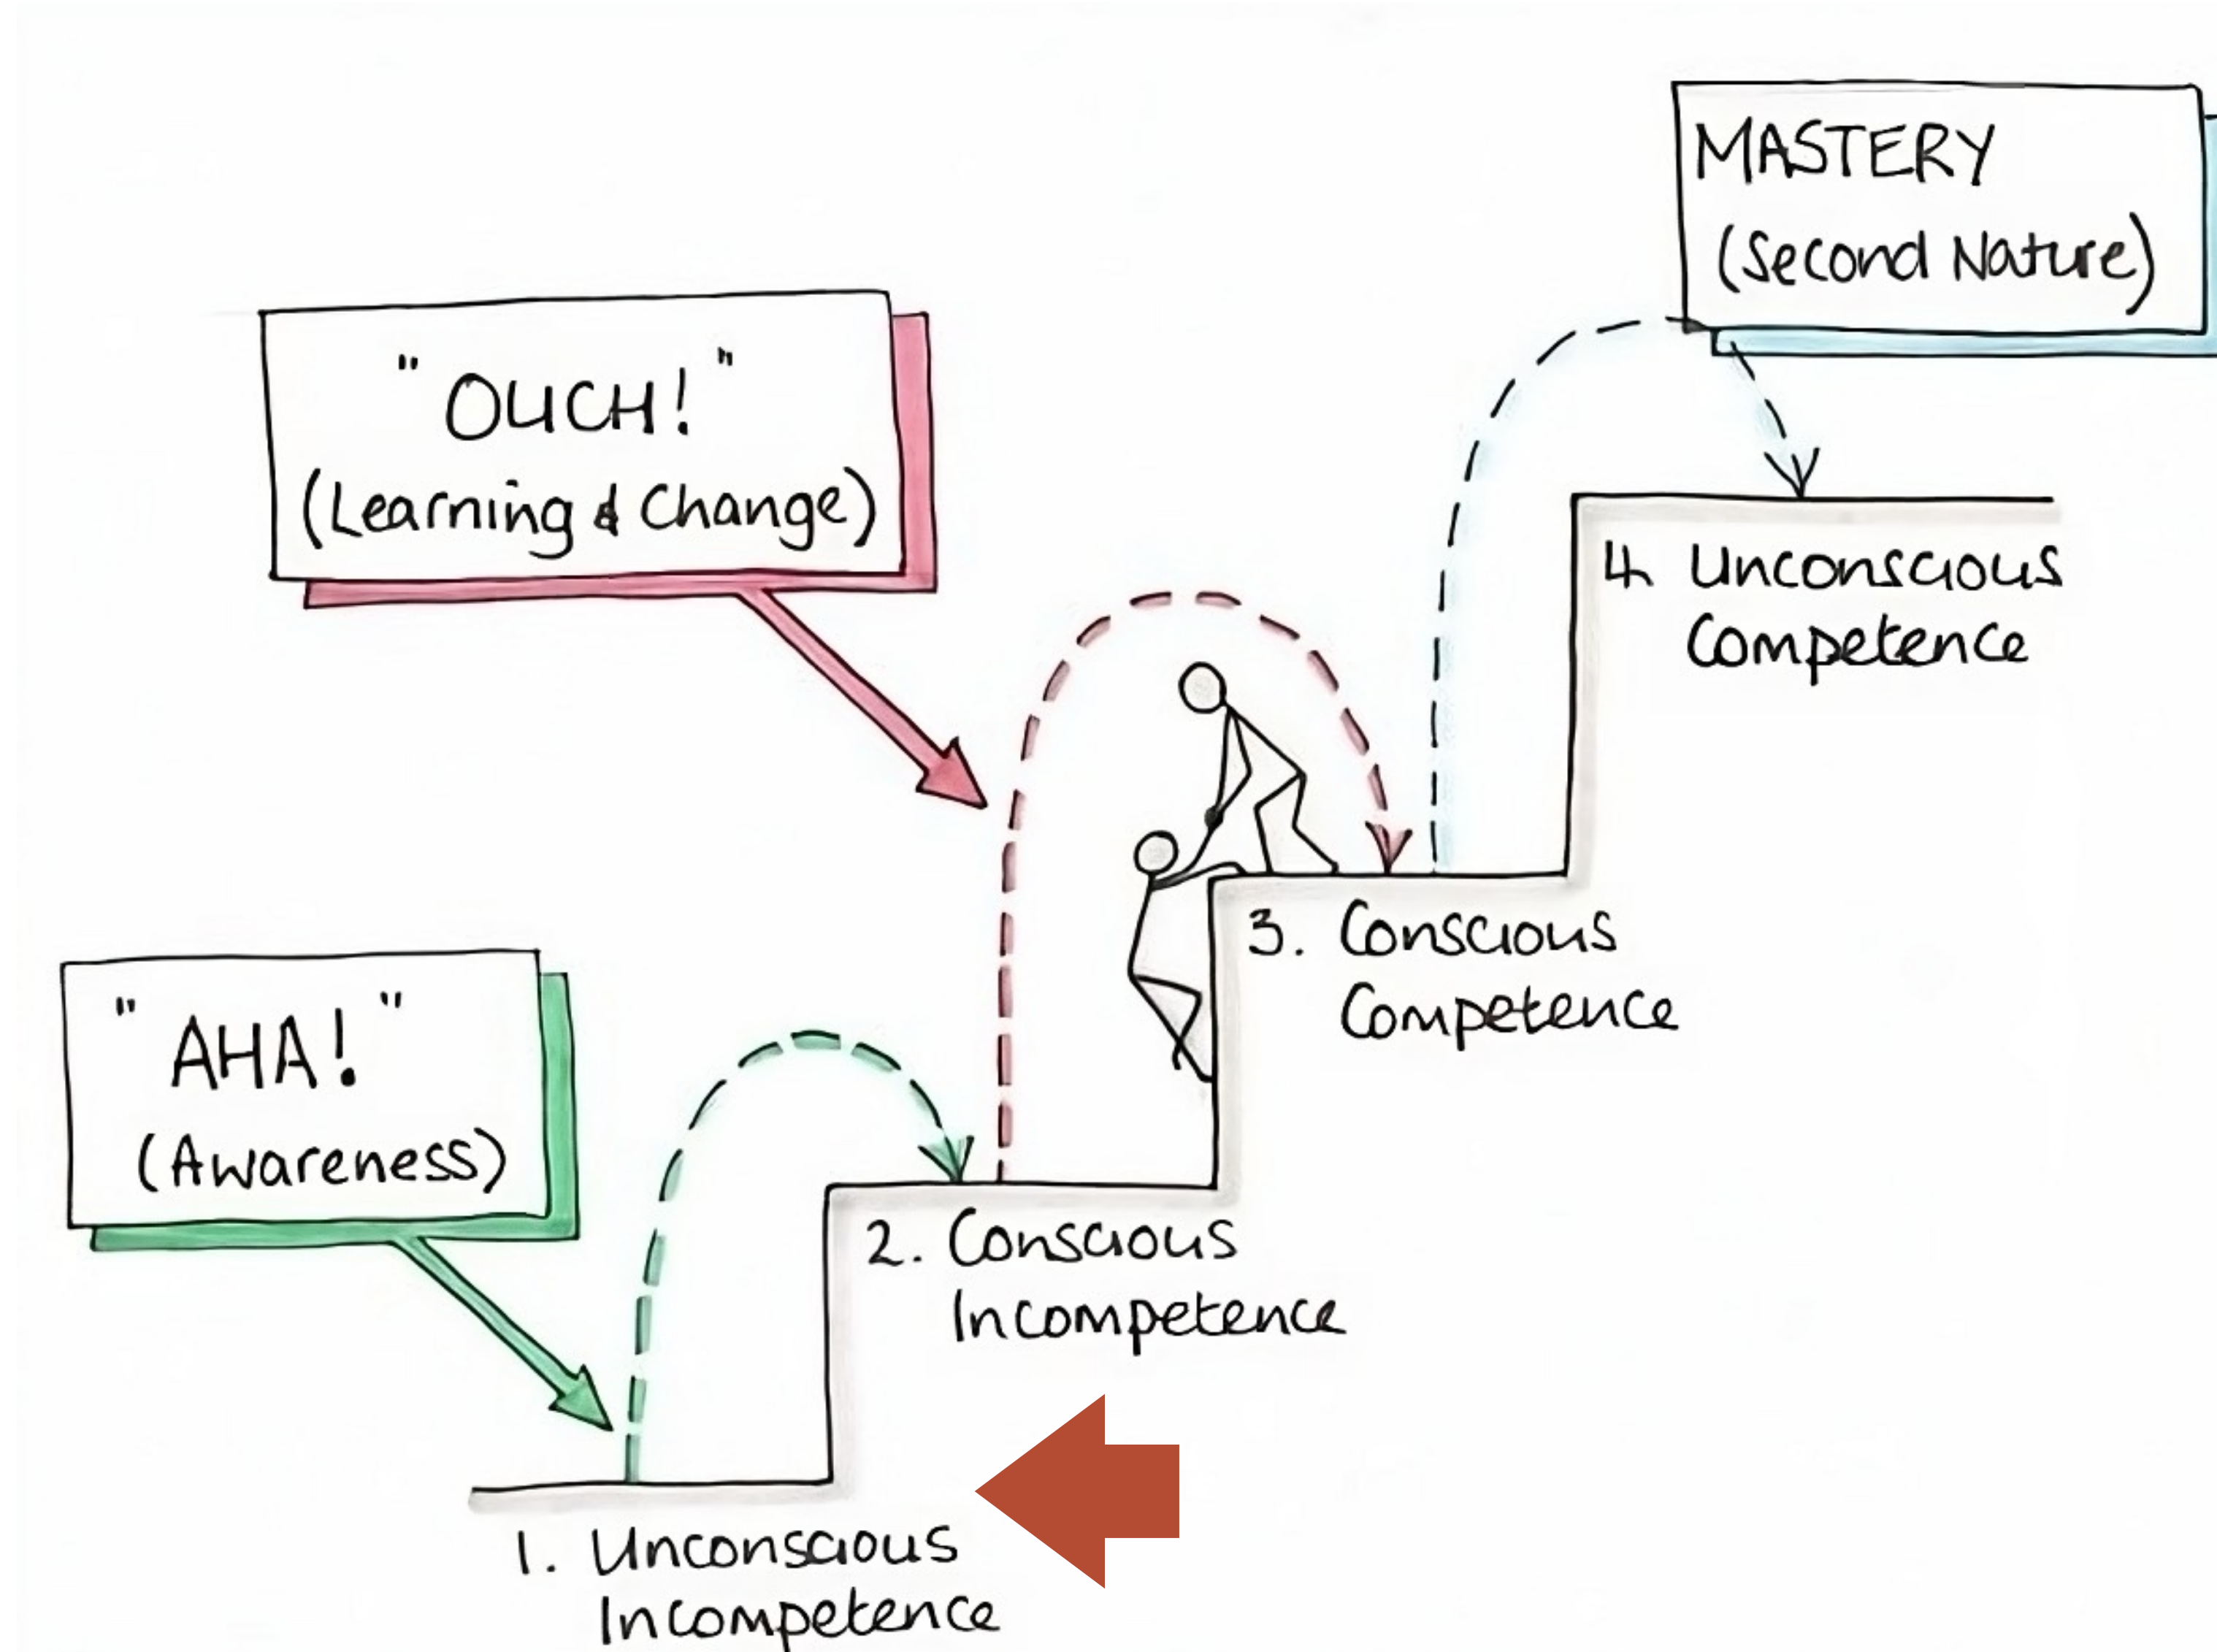 MASTERY
(Second Nature)
"OUCH!"
(Learning & Change)
4. Unconscious
Competence
3. Conscious
Competence
"AHA!"
(Awareness)
2. Conscious
Incompetence
1. Unconscious
Incompetence